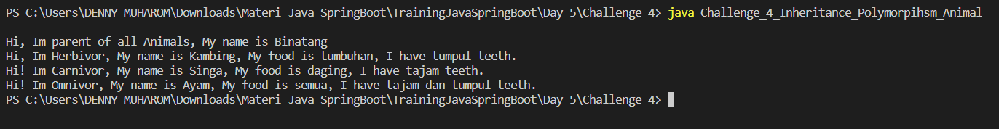 PS C:\Users\DENNY MUHAROM\Downloads\Materi Java SpringBoot\TrainingJavaSpringBoot\Day 5\Challenge 4> java Challenge_4_Inheritance_Polymorpihsm_Animal
Hi, Im parent of all Animals, My name is Binatang
Hi, Im Herbivor, My name is Kambing, My food is tumbuhan, I have tumpul teeth.
Hi! Im Carnivor, My name is Singa, My food is daging, I have tajam teeth.
Hi! Im Omnivor, My name is Ayam, My food is semua, I have tajam dan tumpul teeth.
PS C:\Users\DENNY MUHAROM\Downloads\Materi Java SpringBoot\TrainingJavaSpringBoot\Day 5\Challenge 4>